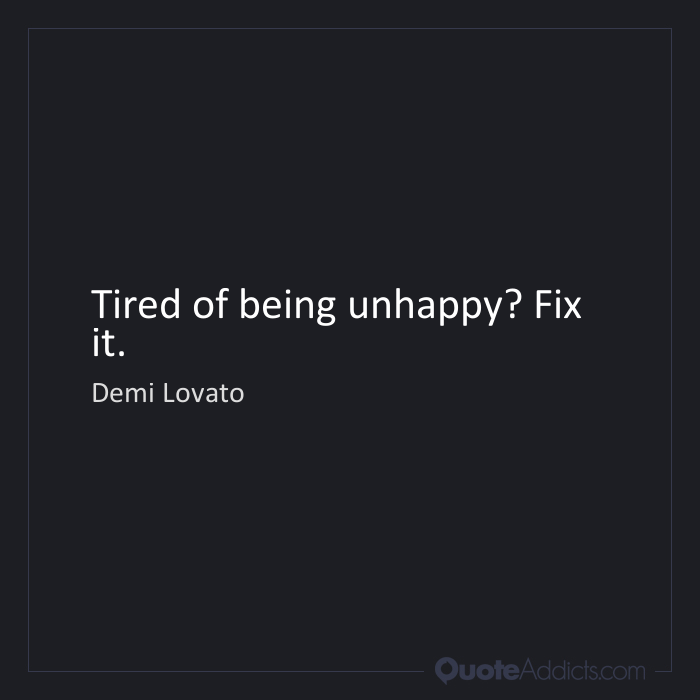 Tired of being unhappy? Fix
it.
Demi Lovato
QuoteAddicts.com